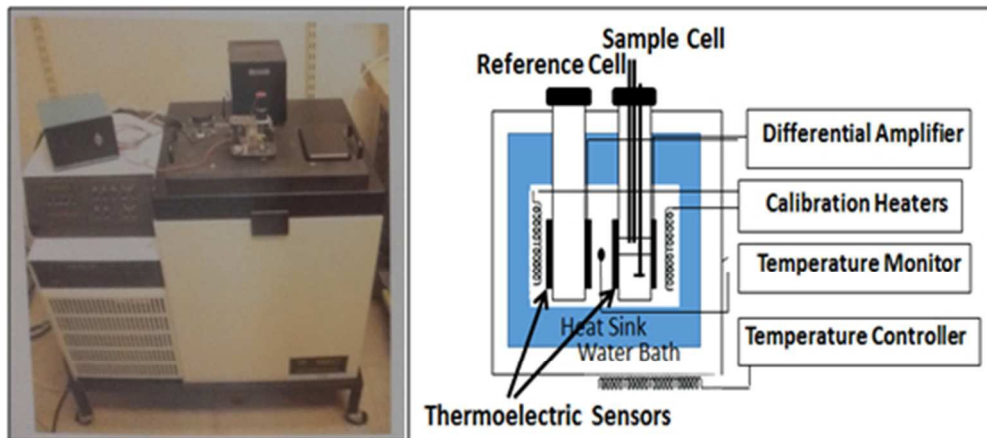 Sample Cell
Reference Cell
Differential Amplifier
Calibration Heaters
Temperature Monitor
Heat Sink
Water Bath
Temperature Controller
Thermoelectric Sensors